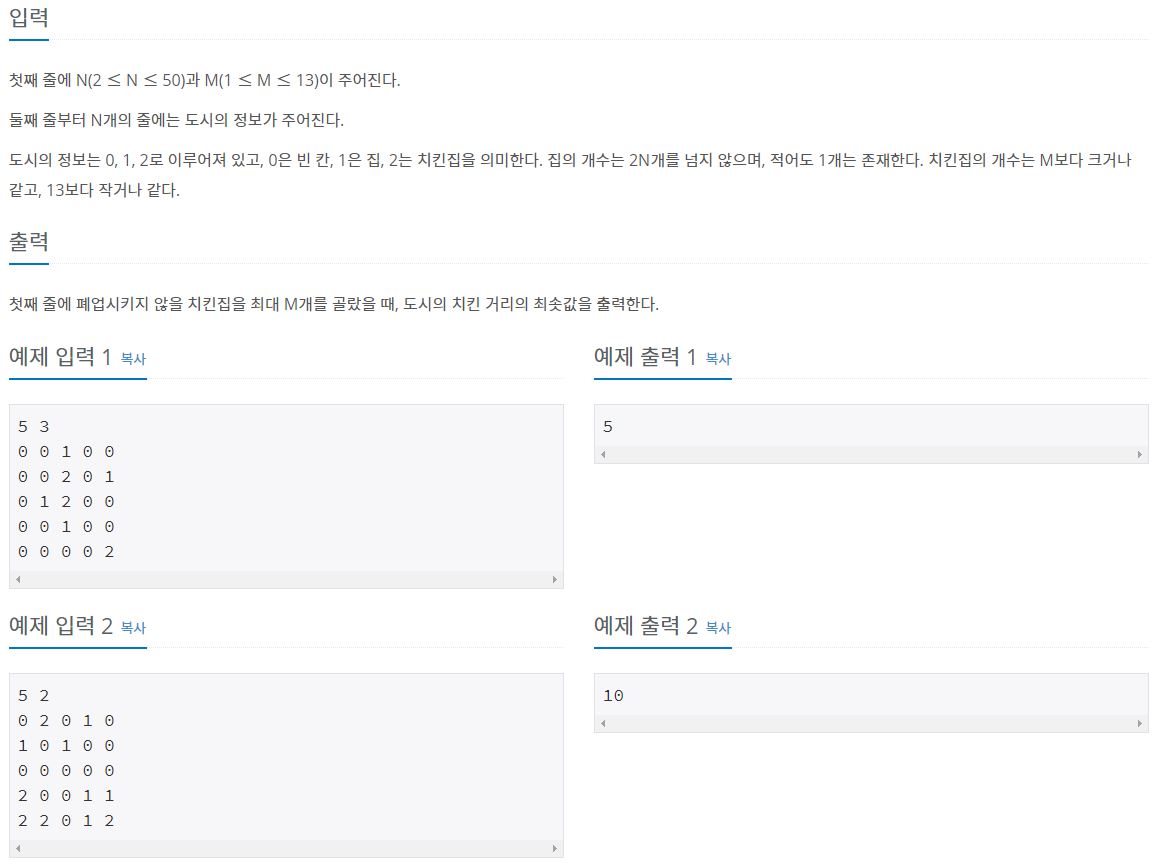 입력
첫째 줄에 N(2 ≤ N ≤ 50)과 M(1 ≤ M ≤ 13)이 주어진다.
둘째 줄부터 N개의 줄에는 도시의 정보가 주어진다.
도시의 정보는 0, 1, 2로 이루어져 있고, 0은 빈 칸, 1은 집, 2는 치킨집을 의미한다. 집의 개수는 2N개를 넘지 않으며, 적어도 1개는 존재한다. 치킨집의 개수는 M보다 크거나
같고, 13보다 작거나 같다.
출력
첫째 줄에 폐업시키지 않을 치킨집을 최대 M개를 골랐을 때, 도시의 치킨 거리의 최솟값을 출력한다.
예제 입력 1 복사
5 3
0 0 1 0 0
0 0 2 0 1
0 1 2 0 0
0 0 1 0 0
0 0 0 0 2
예제 출력 1 복사
5
예제 입력 2 복사
5 2
0 2 0 1 0
1 0 1 0 0
0 0 0 0 0
2 0 0 1 1
2 2 0 1 2
예제 출력 2 복사
10